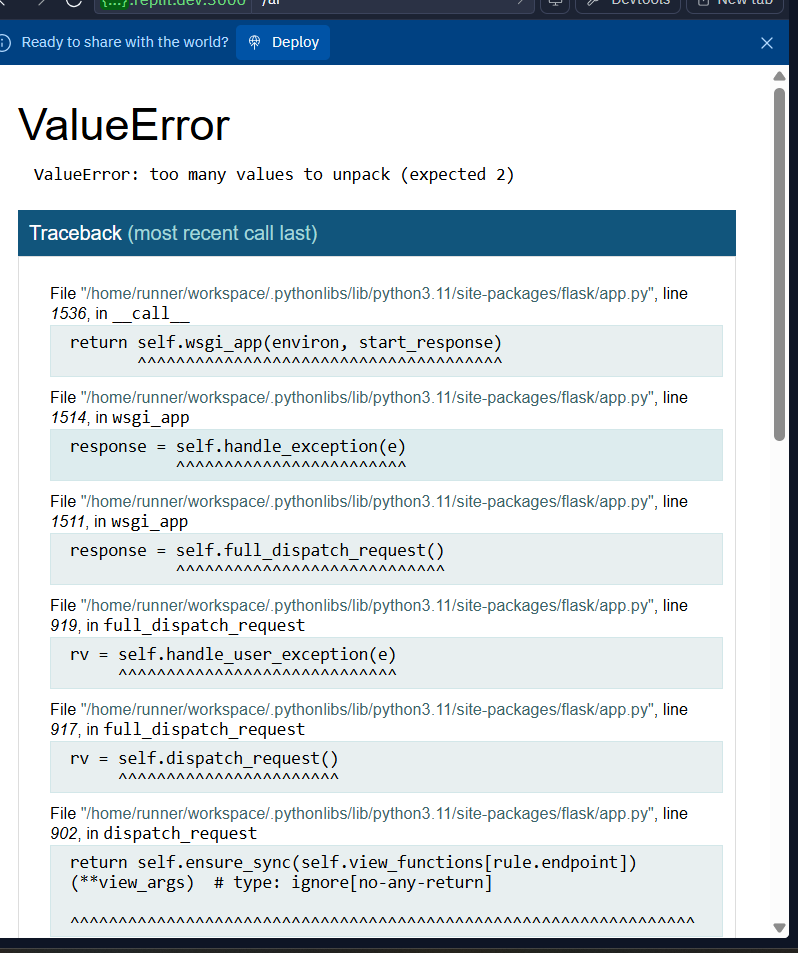 {...}.replit.dev:3000 /ai Devtools New tab
Ready to share with the world? Deploy
ValueError
ValueError: too many values to unpack (expected 2)
Traceback (most recent call last)
File "/home/runner/workspace/.pythonlibs/lib/python3.11/site-packages/flask/app.py", line
1536, in __call__
return self.wsgi_app(environ, start_response)
^^^^^^^^^^^^^^^^^^^^^^^^^^^^^^^^^^^^^^
File "/home/runner/workspace/.pythonlibs/lib/python3.11/site-packages/flask/app.py", line
1514, in wsgi_app
response = self.handle_exception(e)
^^^^^^^^^^^^^^^^^^^^^^^^
File "/home/runner/workspace/.pythonlibs/lib/python3.11/site-packages/flask/app.py", line
1511, in wsgi_app
response = self.full_dispatch_request()
^^^^^^^^^^^^^^^^^^^^^^^^^^^^
File "/home/runner/workspace/.pythonlibs/lib/python3.11/site-packages/flask/app.py", line
919, in full_dispatch_request
rv = self.handle_user_exception(e)
^^^^^^^^^^^^^^^^^^^^^^^^^^^^^
File "/home/runner/workspace/.pythonlibs/lib/python3.11/site-packages/flask/app.py", line
917, in full_dispatch_request
rv = self.dispatch_request()
^^^^^^^^^^^^^^^^^^^^^^^
File "/home/runner/workspace/.pythonlibs/lib/python3.11/site-packages/flask/app.py", line
902, in dispatch_request
return self.ensure_sync(self.view_functions[rule.endpoint])
(**view_args)  # type: ignore[no-any-return]
^^^^^^^^^^^^^^^^^^^^^^^^^^^^^^^^^^^^^^^^^^^^^^^^^^^^^^^^^^^^^^^^^